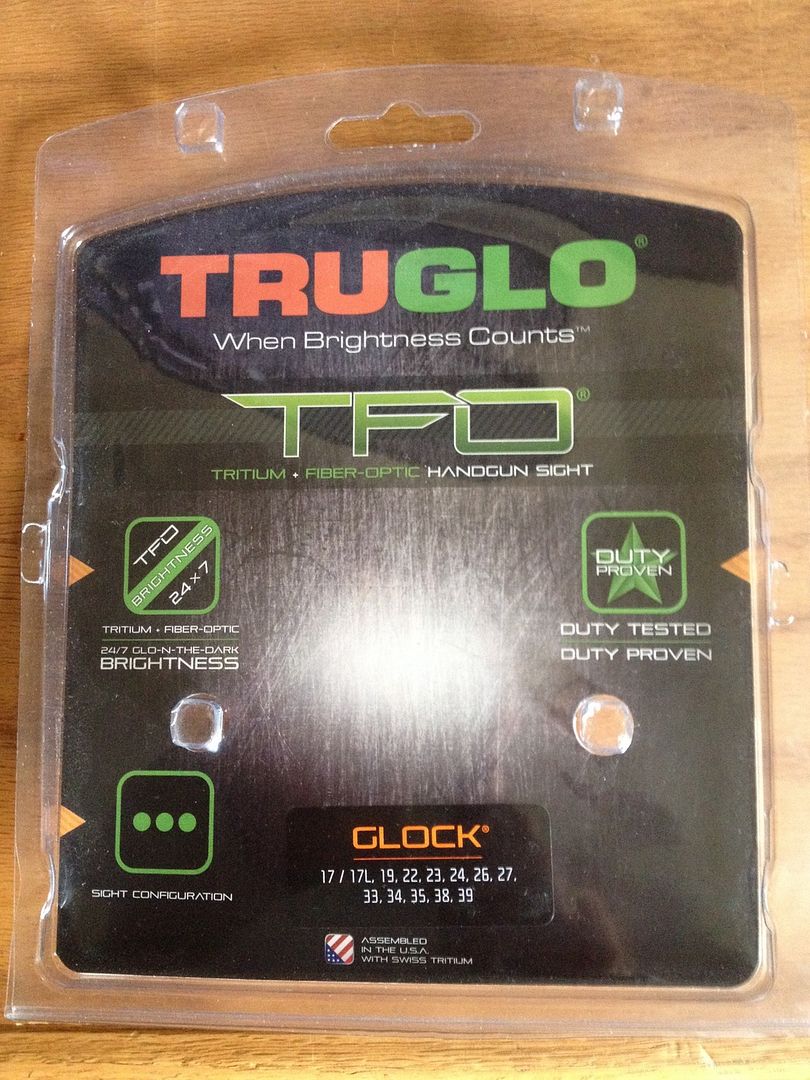 TRUGLO®
When Brightness Counts™
TFO®
TRITIUM + FIBER-OPTIC HANDGUN SIGHT
TFO
BRIGHTNESS
24x7
TRITIUM + FIBER-OPTIC
24/7 GLO-N-THE-DARK
BRIGHTNESS
DUTY
PROVEN
DUTY TESTED
DUTY PROVEN
SIGHT CONFIGURATION
GLOCK®
17 / 17L, 19, 22, 23, 24, 26, 27,
33, 34, 35, 38, 39
ASSEMBLED
IN THE U.S.A.
WITH SWISS TRITIUM